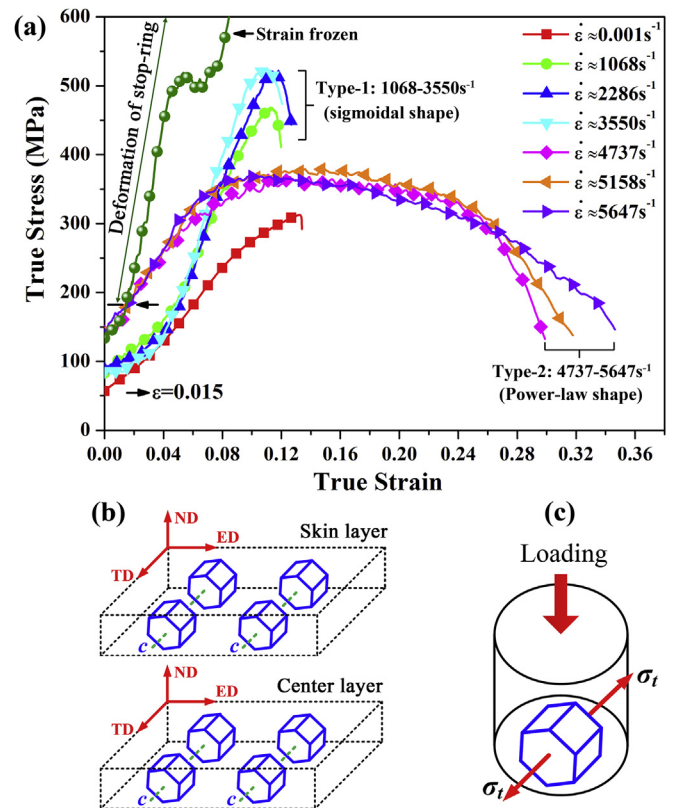 (a)
600
500
400
300
200
100
0
True Stress (MPa)
Deformation of stop-ring
Strain frozen
Type-1: 1068-3550s⁻¹
(sigmoidal shape)
ε̇≈0.001s⁻¹
ε̇≈1068s⁻¹
ε̇≈2286s⁻¹
ε̇≈3550s⁻¹
ε̇≈4737s⁻¹
ε̇≈5158s⁻¹
ε̇≈5647s⁻¹
ε=0.015
Type-2: 4737-5647s⁻¹
(Power-law shape)
0.00 0.04 0.08 0.12 0.16 0.20 0.24 0.28 0.32 0.36
True Strain
(b)
ND
ED
TD
Skin layer
c
c
ND
ED
TD
Center layer
c
c
(c)
Loading
σt
σt